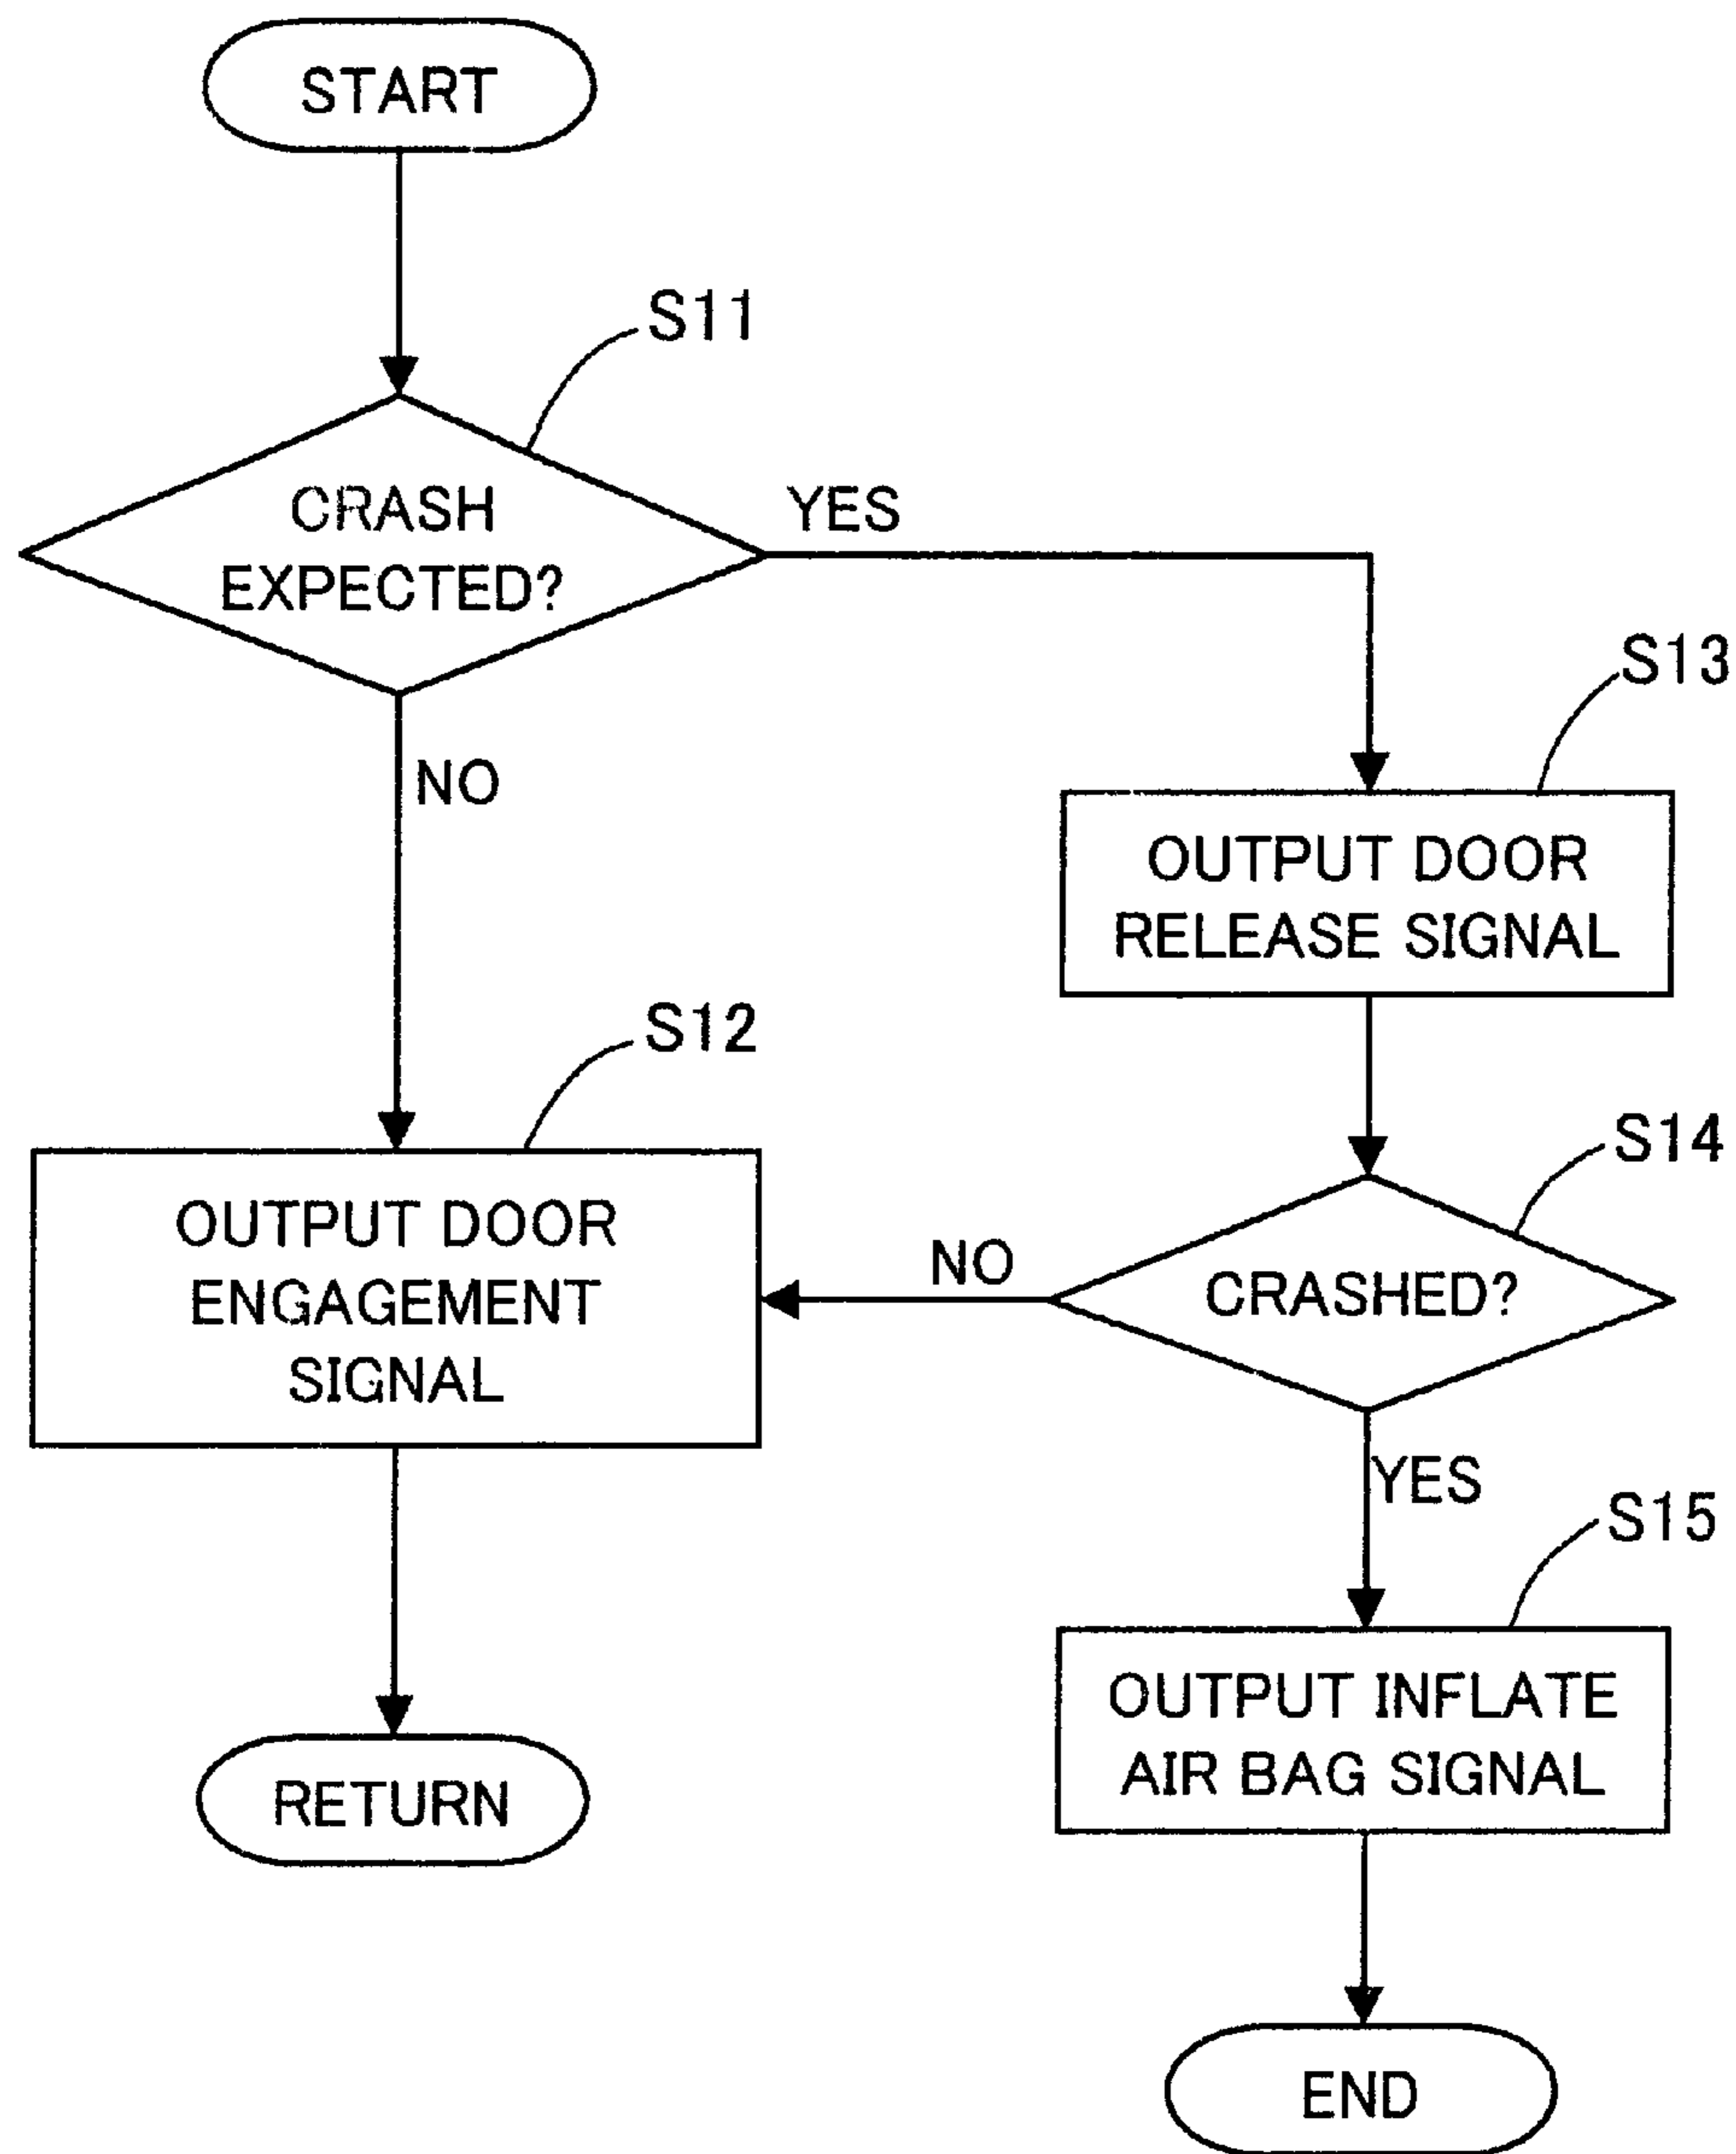 START
S11
CRASH
EXPECTED?
YES
NO
S13
OUTPUT DOOR
RELEASE SIGNAL
S12
OUTPUT DOOR
ENGAGEMENT
SIGNAL
S14
CRASHED?
NO
YES
S15
OUTPUT INFLATE
AIR BAG SIGNAL
RETURN
END